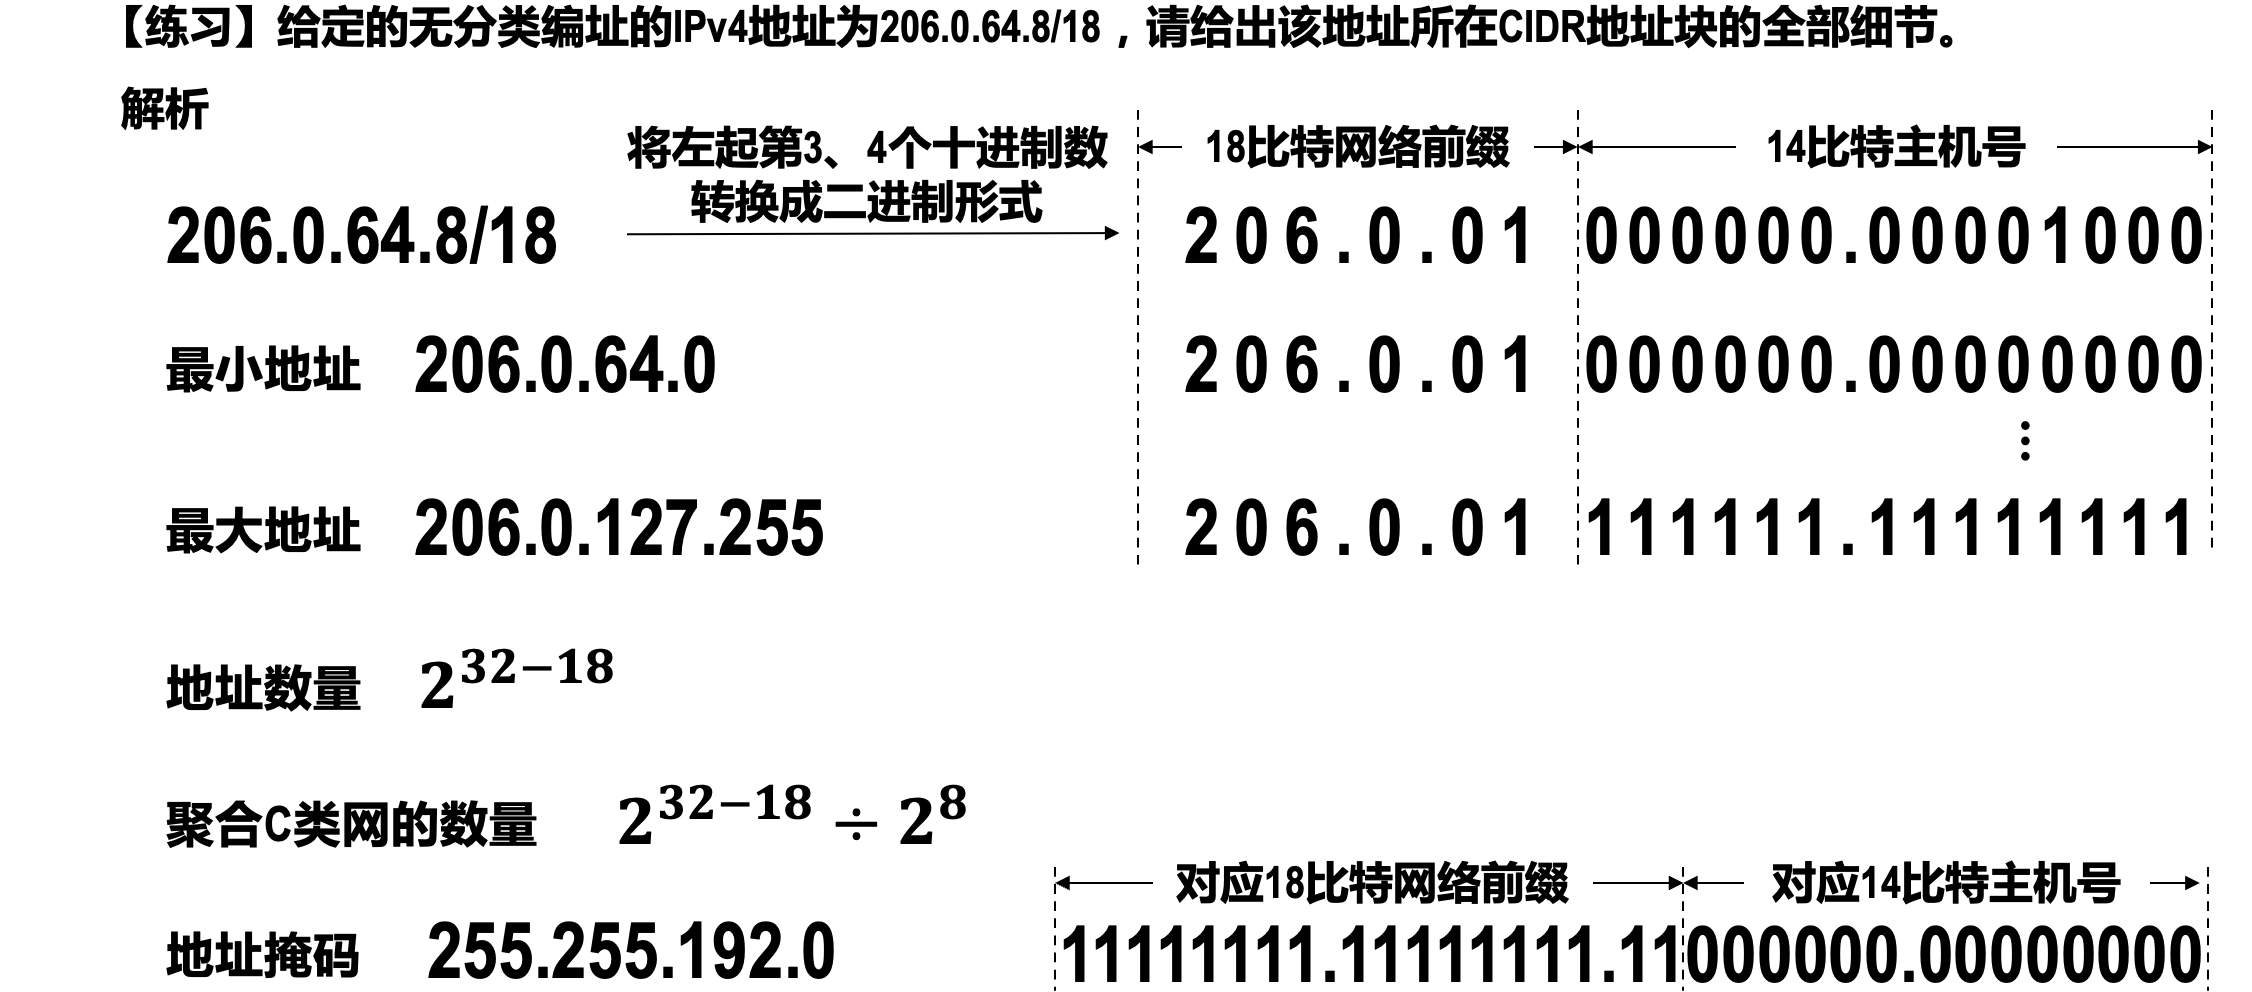 【练习】给定的无分类编址的IPv4地址为206.0.64.8/18，请给出该地址所在CIDR地址块的全部细节。
解析
将左起第3、4个十进制数
转换成二进制形式
18比特网络前缀 14比特主机号
206.0.64.8/18 206.0.01 000000.00001000
最小地址 206.0.64.0 206.0.01 000000.00000000
⋮
最大地址 206.0.127.255 206.0.01 111111.11111111
地址数量 2^{32−18}
聚合C类网的数量 2^{32−18} ÷ 2^8
对应18比特网络前缀 对应14比特主机号
地址掩码 255.255.192.0 11111111.11111111.11 000000.00000000